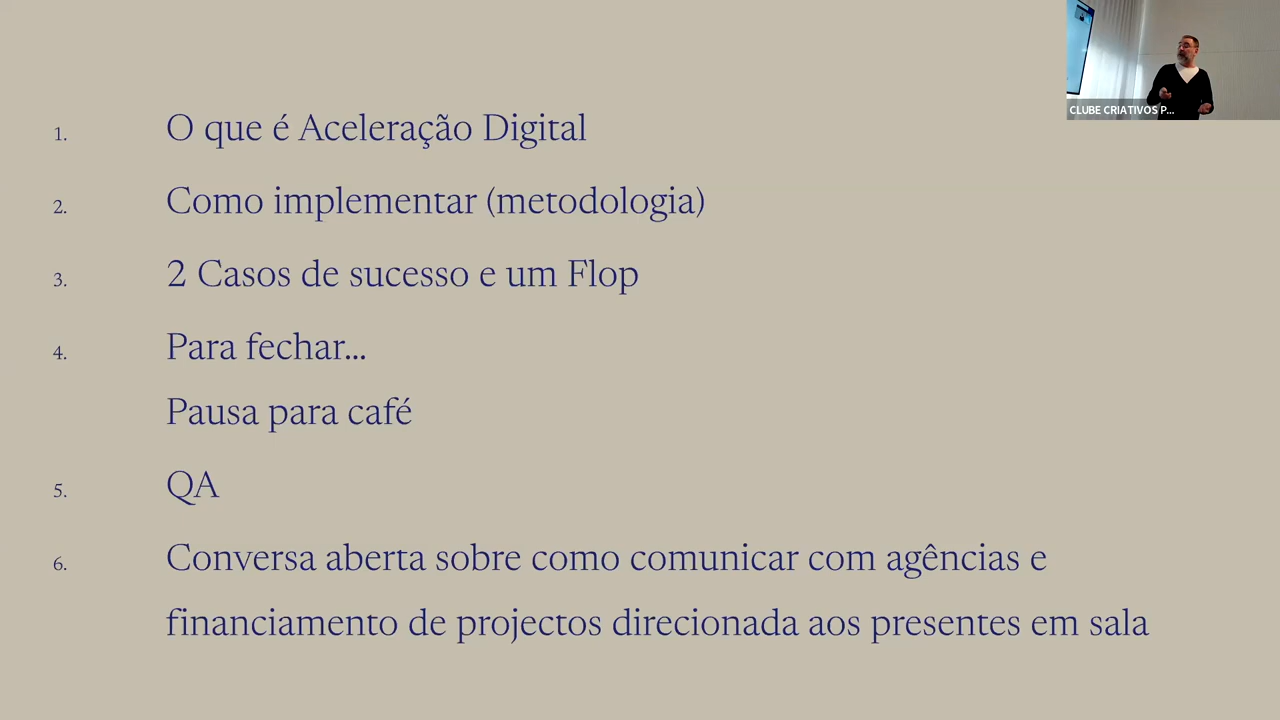 CLUBE CRIATIVOS P...
1. O que é Aceleração Digital
2. Como implementar (metodologia)
3. 2 Casos de sucesso e um Flop
4. Para fechar...
Pausa para café
5. QA
6. Conversa aberta sobre como comunicar com agências e
financiamento de projectos direcionada aos presentes em sala